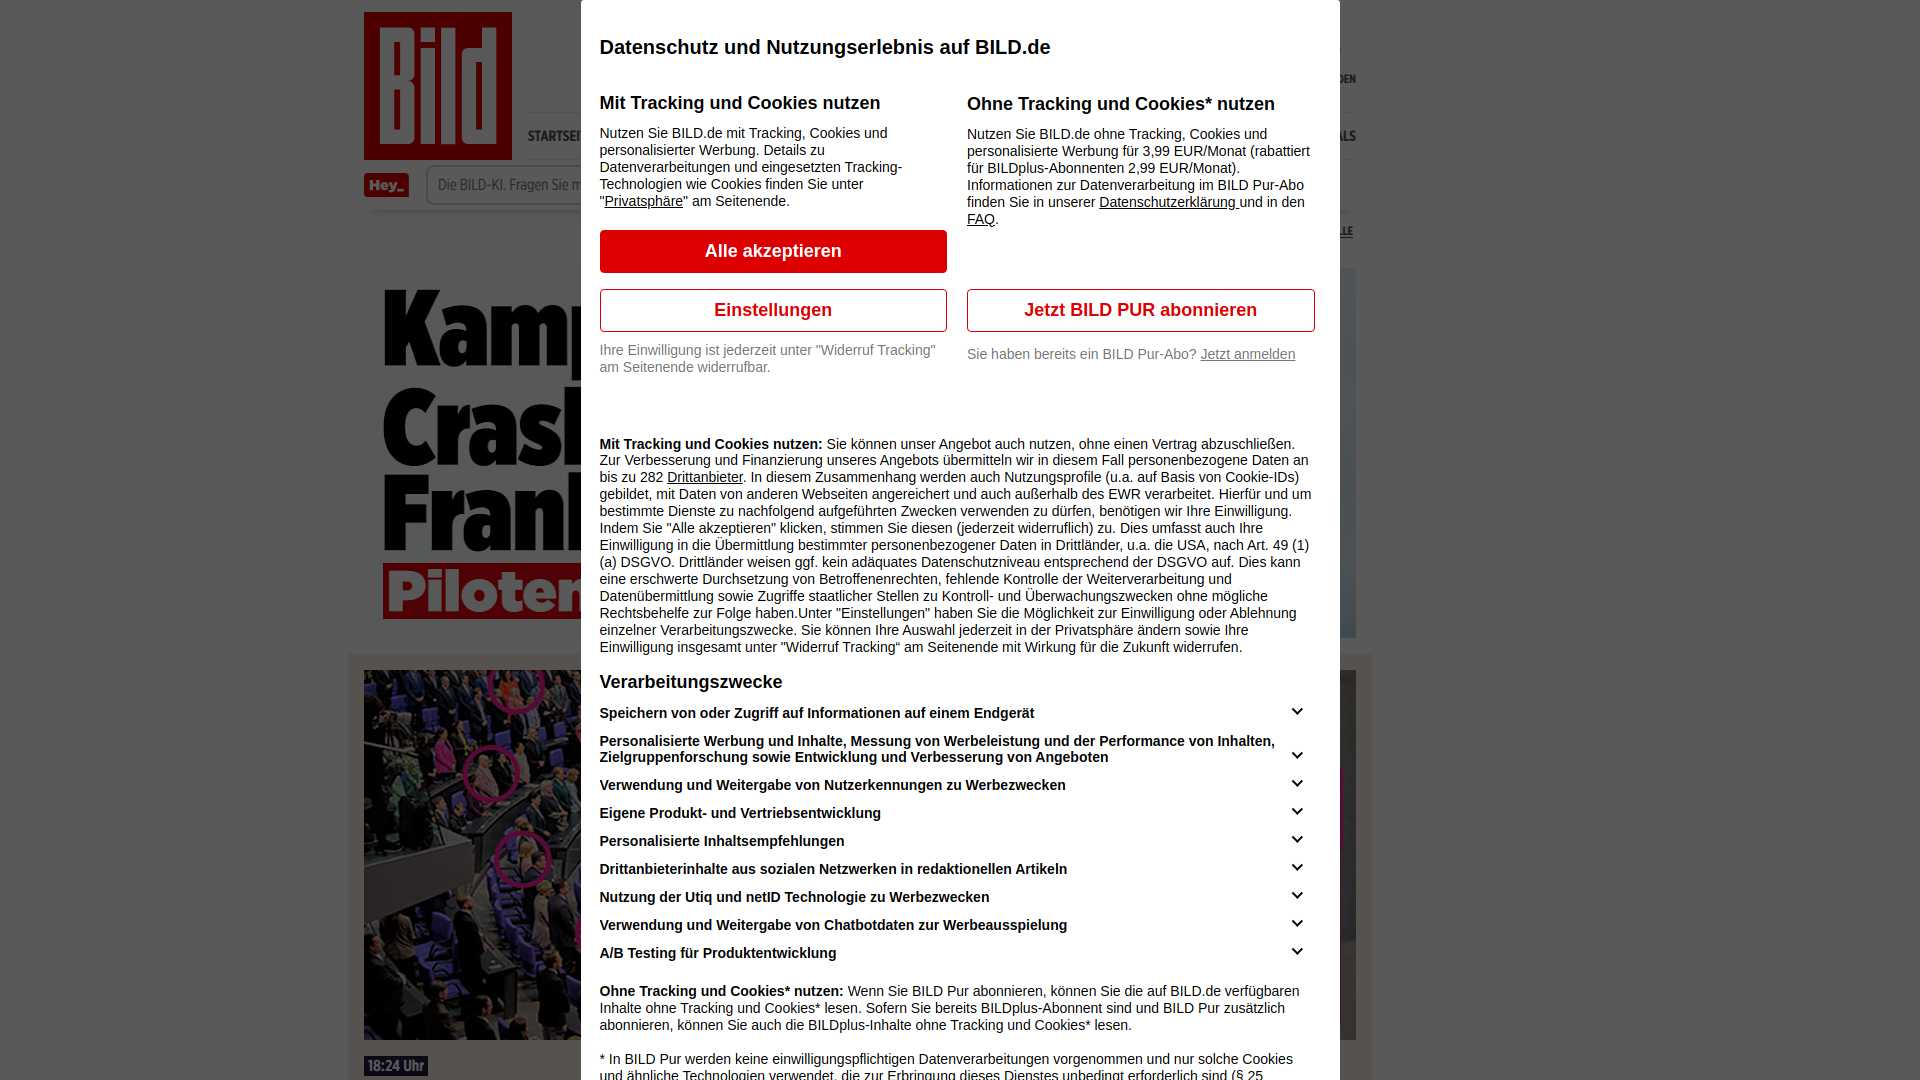 Bild
Datenschutz und Nutzungserlebnis auf BILD.de
Mit Tracking und Cookies nutzen
Nutzen Sie BILD.de mit Tracking, Cookies und
personalisierter Werbung. Details zu
Datenverarbeitungen und eingesetzten Tracking-
Technologien wie Cookies finden Sie unter
"Privatsphäre" am Seitenende.
Alle akzeptieren
Einstellungen
Ihre Einwilligung ist jederzeit unter "Widerruf Tracking"
am Seitenende widerrufbar.
Ohne Tracking und Cookies* nutzen
Nutzen Sie BILD.de ohne Tracking, Cookies und
personalisierte Werbung für 3,99 EUR/Monat (rabattiert
für BILDplus-Abonnenten 2,99 EUR/Monat).
Informationen zur Datenverarbeitung im BILD Pur-Abo
finden Sie in unserer Datenschutzerklärung und in den
FAQ.
Jetzt BILD PUR abonnieren
Sie haben bereits ein BILD Pur-Abo? Jetzt anmelden
Mit Tracking und Cookies nutzen: Sie können unser Angebot auch nutzen, ohne einen Vertrag abzuschließen.
Zur Verbesserung und Finanzierung unseres Angebots übermitteln wir in diesem Fall personenbezogene Daten an
bis zu 282 Drittanbieter. In diesem Zusammenhang werden auch Nutzungsprofile (u.a. auf Basis von Cookie-IDs)
gebildet, mit Daten von anderen Webseiten angereichert und auch außerhalb des EWR verarbeitet. Hierfür und um
bestimmte Dienste zu nachfolgend aufgeführten Zwecken verwenden zu dürfen, benötigen wir Ihre Einwilligung.
Indem Sie "Alle akzeptieren" klicken, stimmen Sie diesen (jederzeit widerruflich) zu. Dies umfasst auch Ihre
Einwilligung in die Übermittlung bestimmter personenbezogener Daten in Drittländer, u.a. die USA, nach Art. 49 (1)
(a) DSGVO. Drittländer weisen ggf. kein adäquates Datenschutzniveau entsprechend der DSGVO auf. Dies kann
eine erschwerte Durchsetzung von Betroffenenrechten, fehlende Kontrolle der Weiterverarbeitung und
Datenübermittlung sowie Zugriffe staatlicher Stellen zu Kontroll- und Überwachungszwecken ohne mögliche
Rechtsbehelfe zur Folge haben.Unter "Einstellungen" haben Sie die Möglichkeit zur Einwilligung oder Ablehnung
einzelner Verarbeitungszwecke. Sie können Ihre Auswahl jederzeit in der Privatsphäre ändern sowie Ihre
Einwilligung insgesamt unter "Widerruf Tracking“ am Seitenende mit Wirkung für die Zukunft widerrufen.
Verarbeitungszwecke
Speichern von oder Zugriff auf Informationen auf einem Endgerät
Personalisierte Werbung und Inhalte, Messung von Werbeleistung und der Performance von Inhalten,
Zielgruppenforschung sowie Entwicklung und Verbesserung von Angeboten
Verwendung und Weitergabe von Nutzerkennungen zu Werbezwecken
Eigene Produkt- und Vertriebsentwicklung
Personalisierte Inhaltsempfehlungen
Drittanbieterinhalte aus sozialen Netzwerken in redaktionellen Artikeln
Nutzung der Utiq und netID Technologie zu Werbezwecken
Verwendung und Weitergabe von Chatbotdaten zur Werbeausspielung
A/B Testing für Produktentwicklung
Ohne Tracking und Cookies* nutzen: Wenn Sie BILD Pur abonnieren, können Sie die auf BILD.de verfügbaren
Inhalte ohne Tracking und Cookies* lesen. Sofern Sie bereits BILDplus-Abonnent sind und BILD Pur zusätzlich
abonnieren, können Sie auch die BILDplus-Inhalte ohne Tracking und Cookies* lesen.
* In BILD Pur werden keine einwilligungspflichtigen Datenverarbeitungen vorgenommen und nur solche Cookies
und ähnliche Technologien verwendet, die zur Erbringung dieses Dienstes unbedingt erforderlich sind (§ 25
Hey_
Die BILD-KI. Fragen Sie
18:24 Uhr